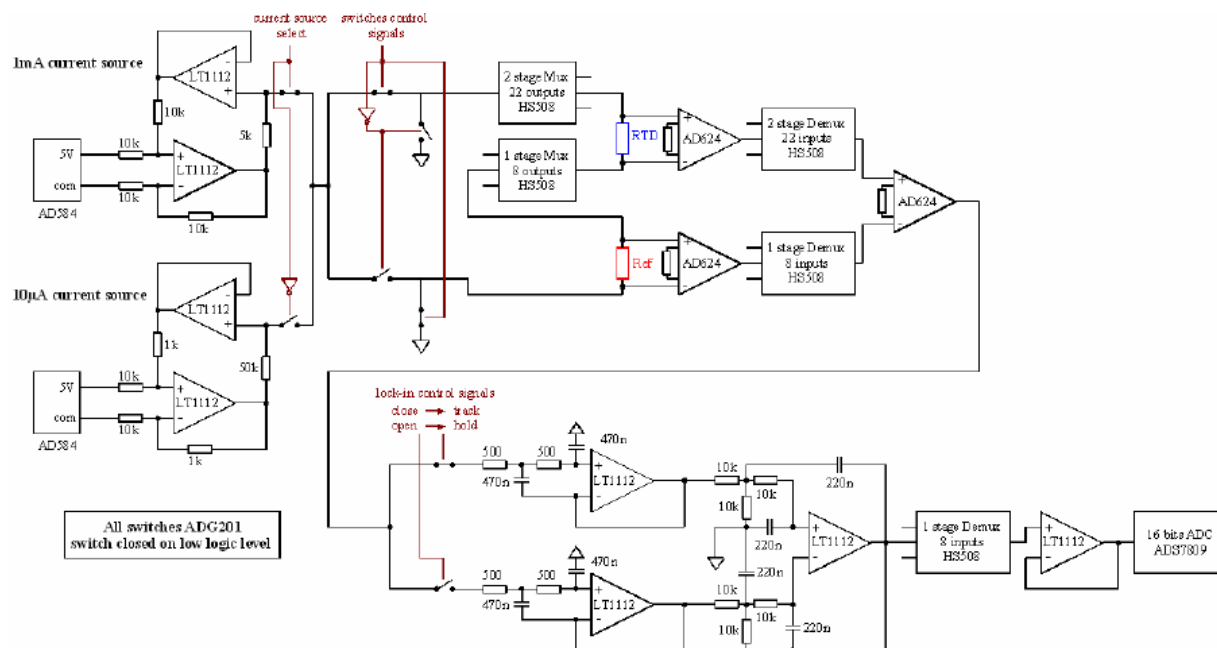 current source
select
switches control
signals
1mA current source
LT1112
10k
5k
5V
com
AD584
10k
10k
LT1112
10k
2 stage Mux
22 outputs
HS508
1 stage Mux
8 outputs
HS508
RTD
AD624
2 stage Demux
22 inputs
HS508
AD624
Ref
AD624
1 stage Demux
8 inputs
HS508
10µA current source
LT1112
1k
50k
5V
com
AD584
10k
10k
LT1112
1k
lock-in control signals
close → track
open → hold
500
500
470n
470n
LT1112
10k
10k
10k
220n
220n
220n
LT1112
500
500
470n
470n
LT1112
10k
10k
10k
220n
1 stage Demux
8 inputs
HS508
LT1112
16 bits ADC
ADS7809
All switches ADG201
switch closed on low logic level